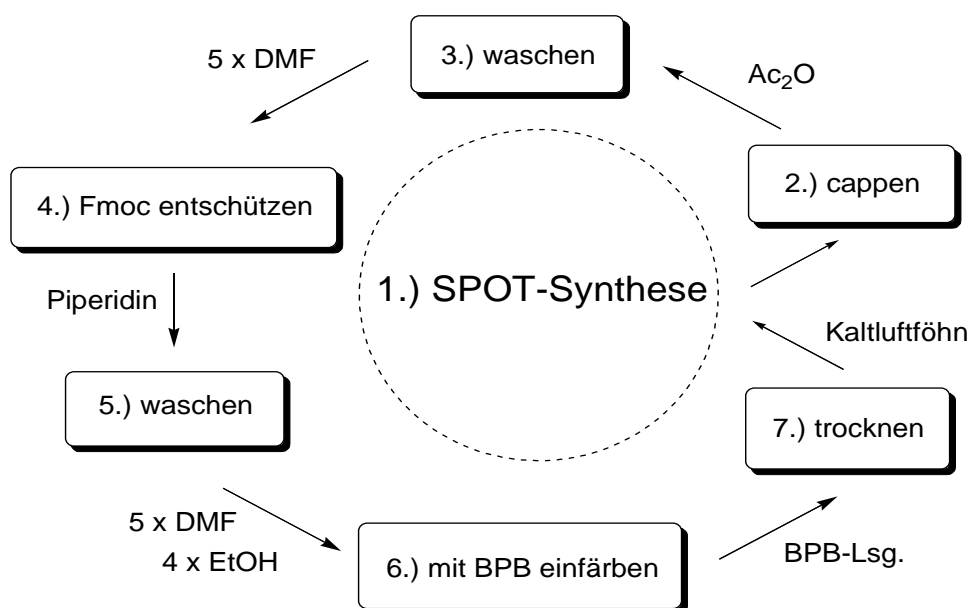 3.) waschen
5 x DMF
Ac2O
2.) cappen
4.) Fmoc entschützen
1.) SPOT-Synthese
Piperidin
Kaltluftföhn
5.) waschen
7.) trocknen
5 x DMF
4 x EtOH
6.) mit BPB einfärben
BPB-Lsg.